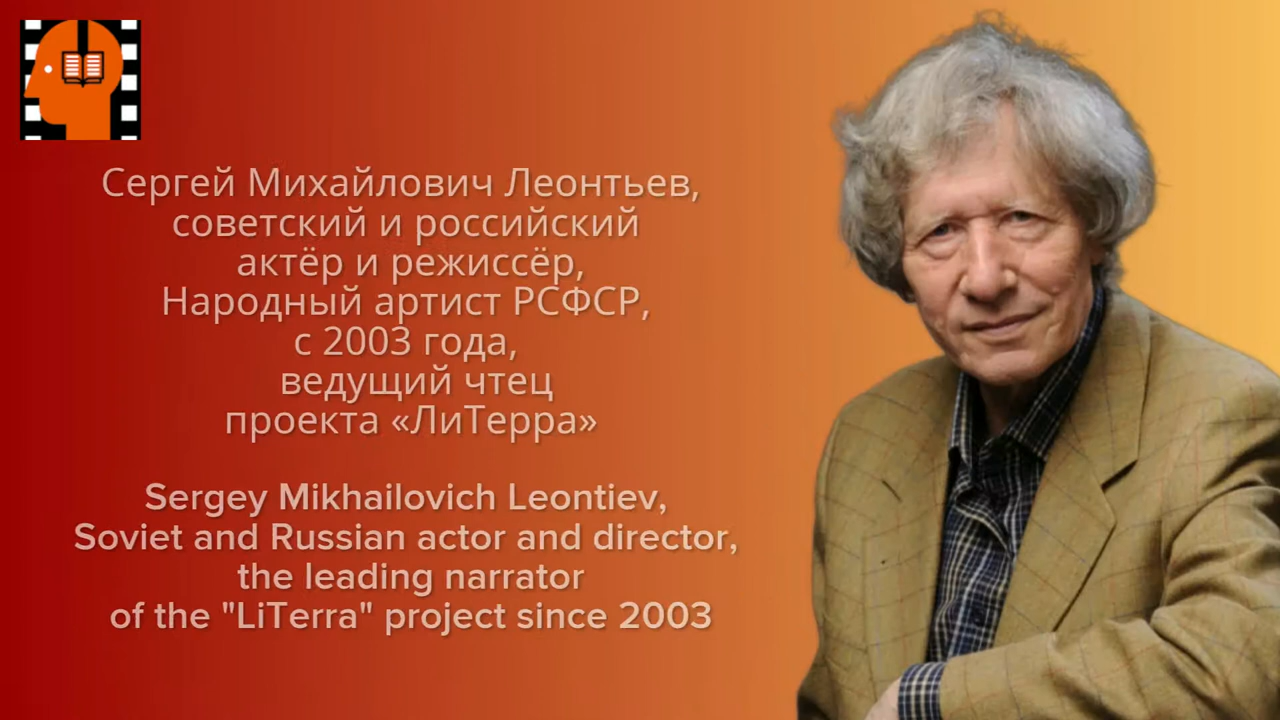 Сергей Михайлович Леонтьев,
советский и российский
актёр и режиссёр,
Народный артист РСФСР,
с 2003 года,
ведущий чтец
проекта «ЛиТерра»
Sergey Mikhailovich Leontiev,
Soviet and Russian actor and director,
the leading narrator
of the "LiTerra" project since 2003